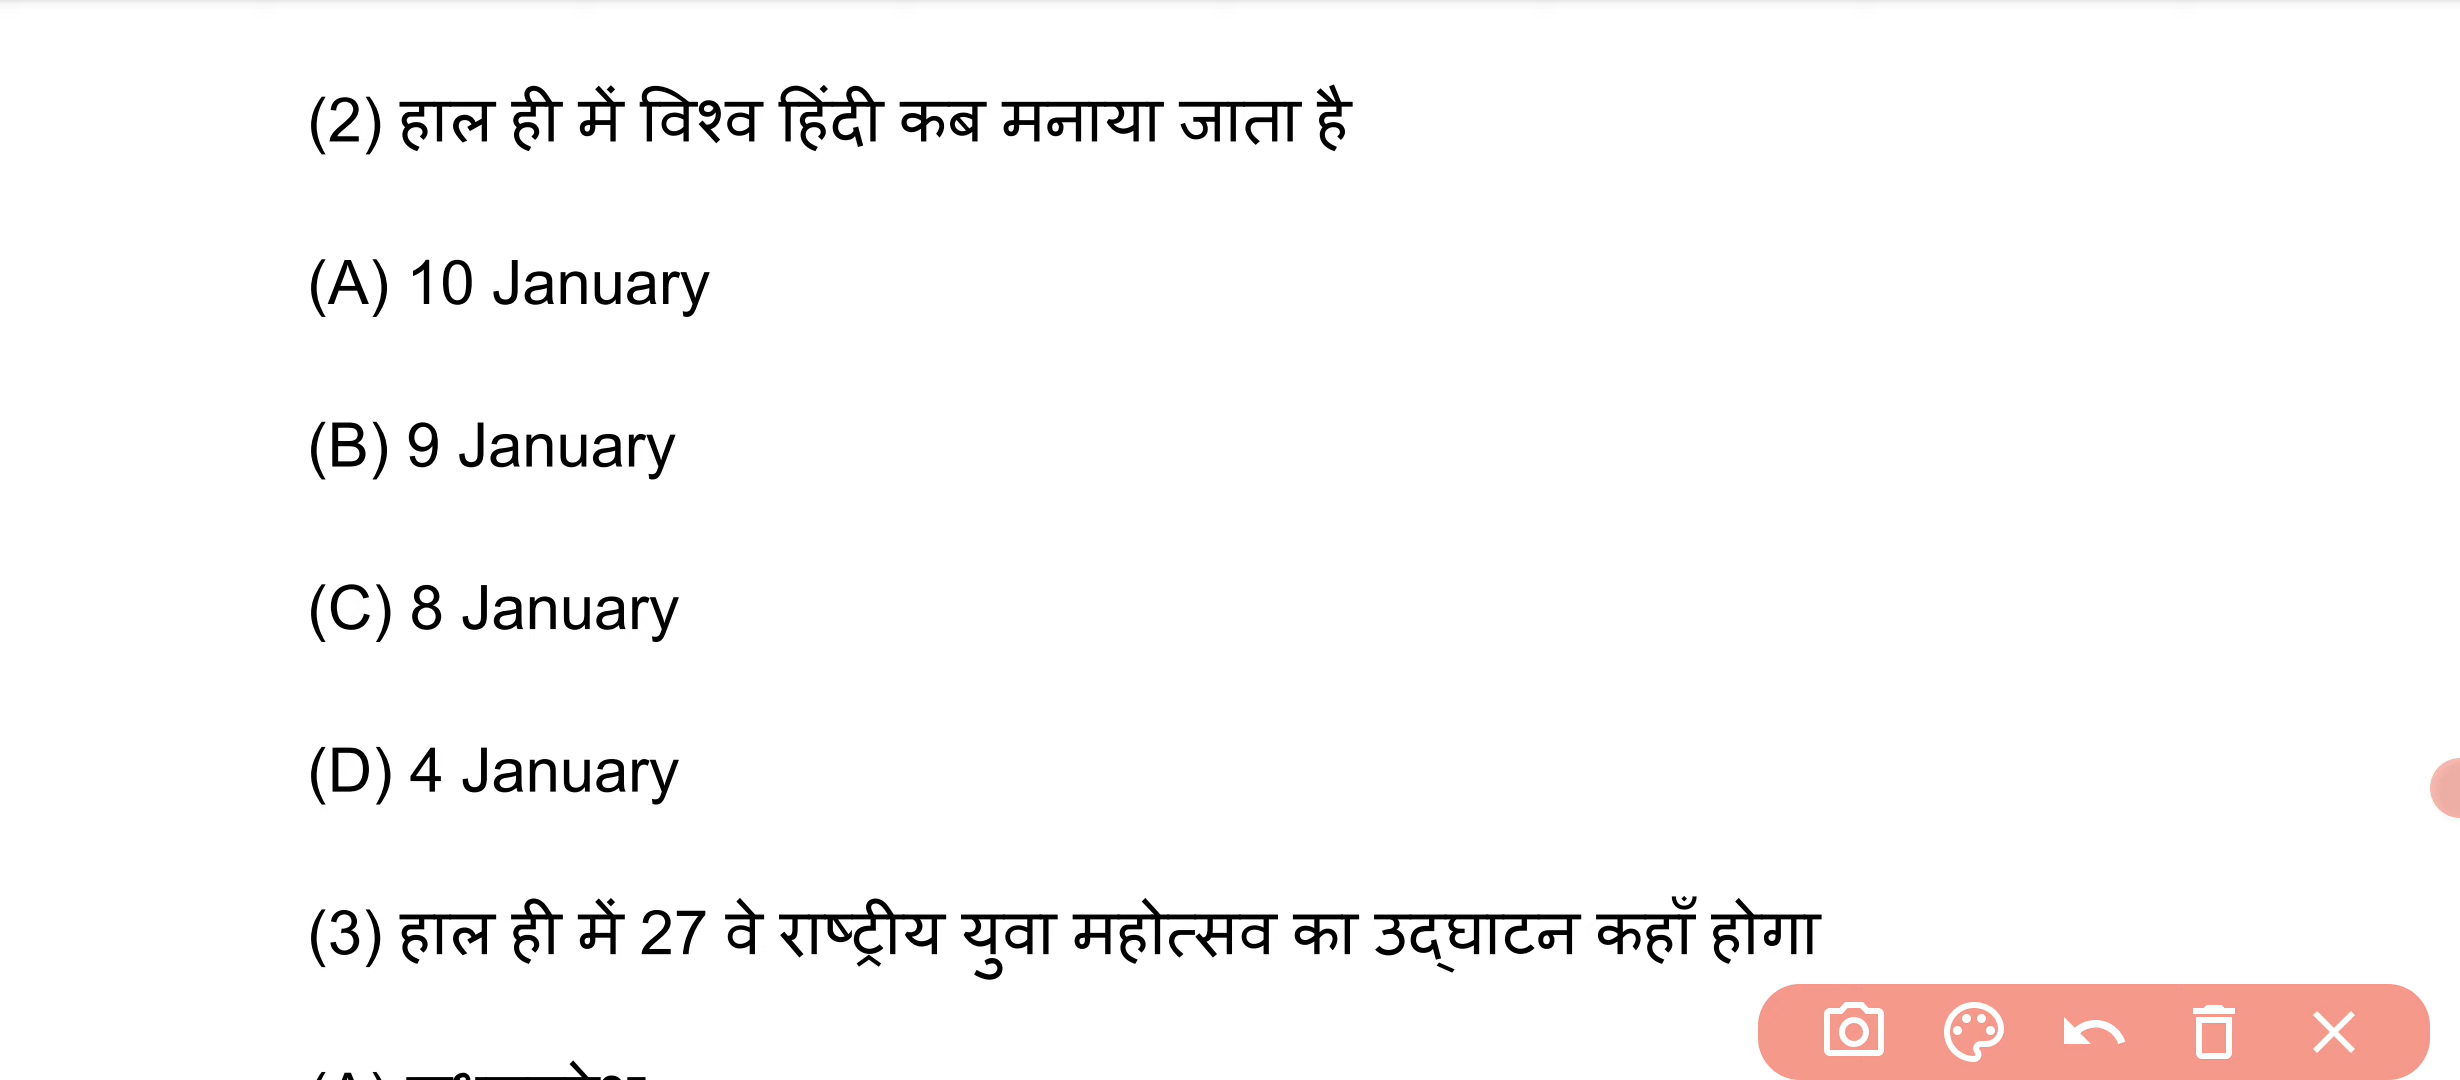 (2) हाल ही में विश्व हिंदी कब मनाया जाता है
(A) 10 January
(B) 9 January
(C) 8 January
(D) 4 January
(3) हाल ही में 27 वे राष्ट्रीय युवा महोत्सव का उद्घाटन कहाँ होगा
(A)